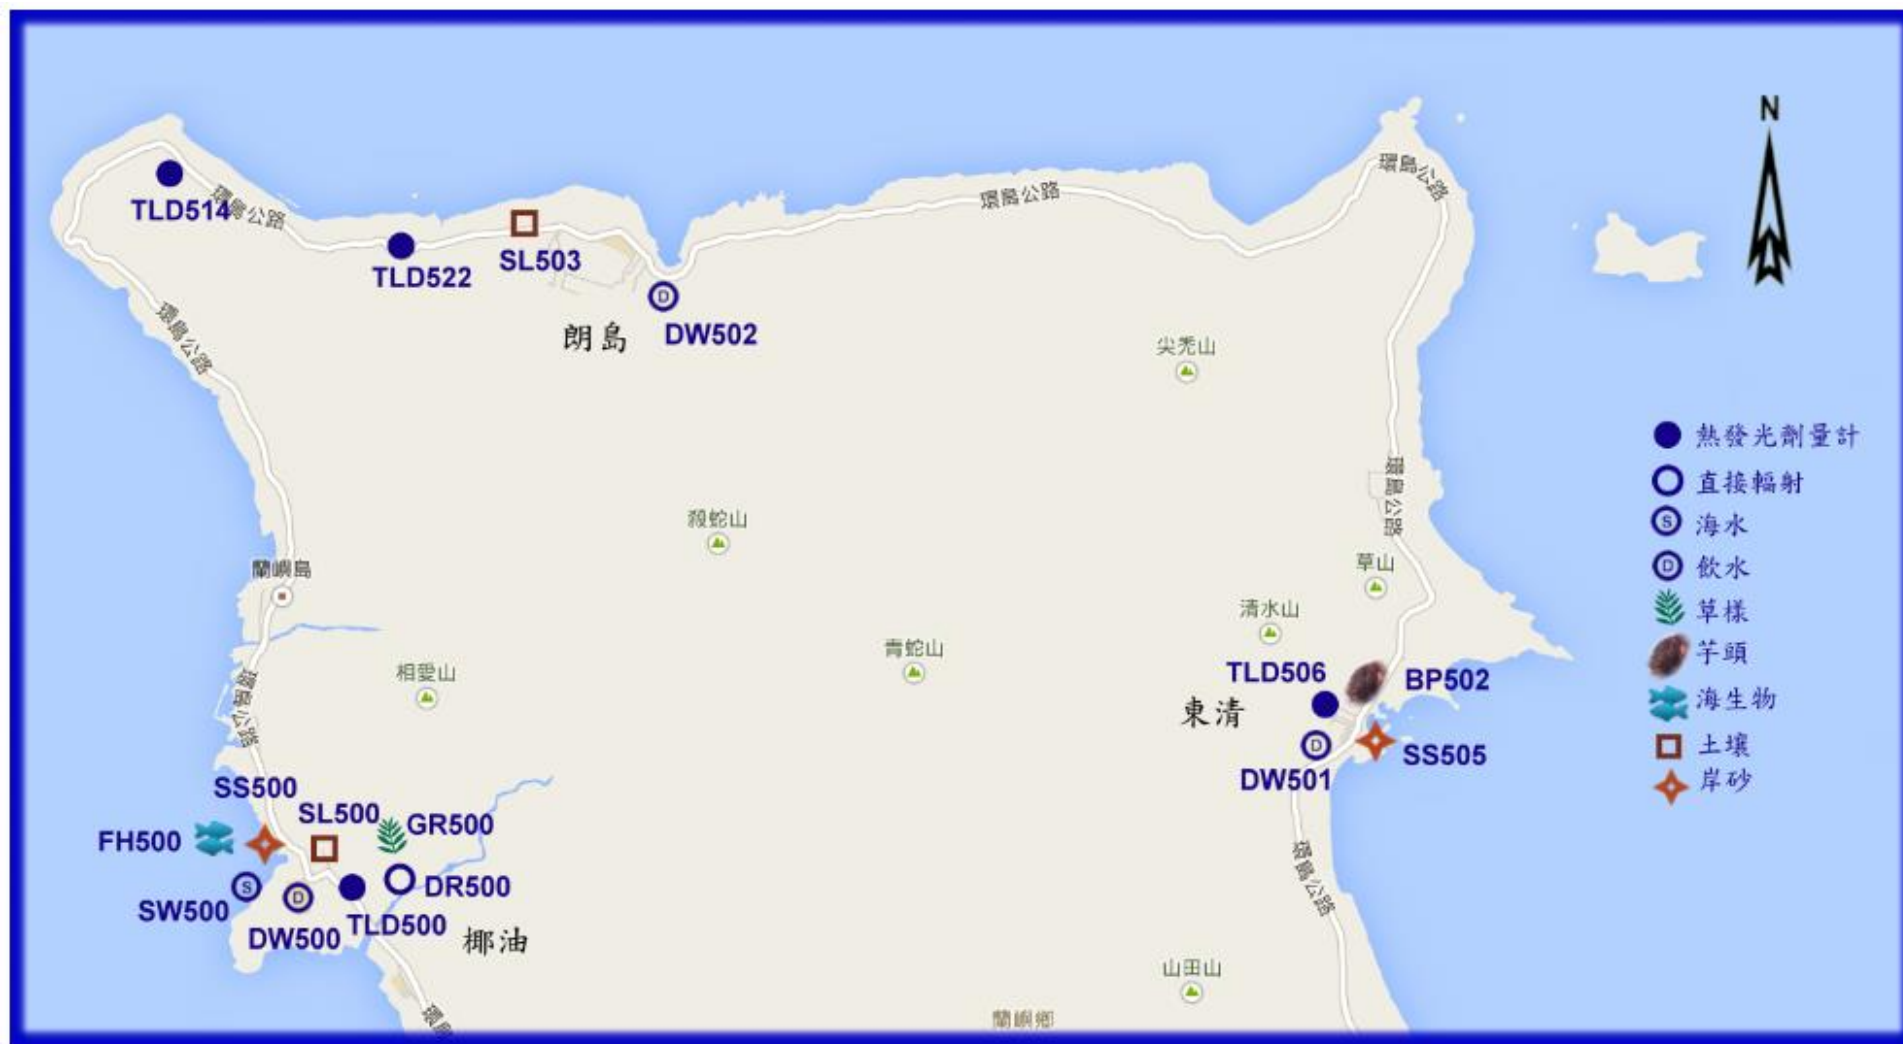 N
環島公路
環島公路
環島公路
TLD514
TLD522
SL503
朗島
DW502
尖禿山
環島公路
殺蛇山
蘭嶼島
環島公路
草山
清水山
相愛山
青蛇山
TLD506
BP502
東清
DW501
SS505
環島公路
SS500
SL500
GR500
FH500
SW500
DW500
TLD500
DR500
椰油
環島公路
山田山
蘭嶼鄉
環島
熱發光劑量計
直接輻射
海水
飲水
草樣
芋頭
海生物
土壤
岸砂
S
D
D
D
S
D